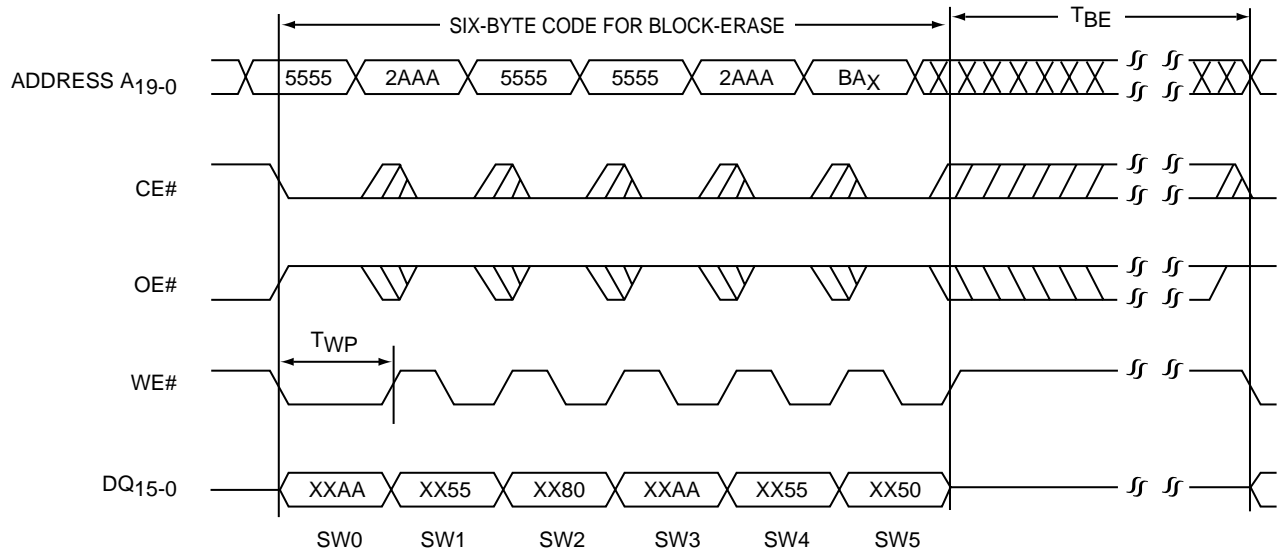 SIX-BYTE CODE FOR BLOCK-ERASE TBE
ADDRESS A19-0 5555 2AAA 5555 5555 2AAA BAX
CE#
OE#
TWP
WE#
DQ15-0 XXAA XX55 XX80 XXAA XX55 XX50
SW0 SW1 SW2 SW3 SW4 SW5